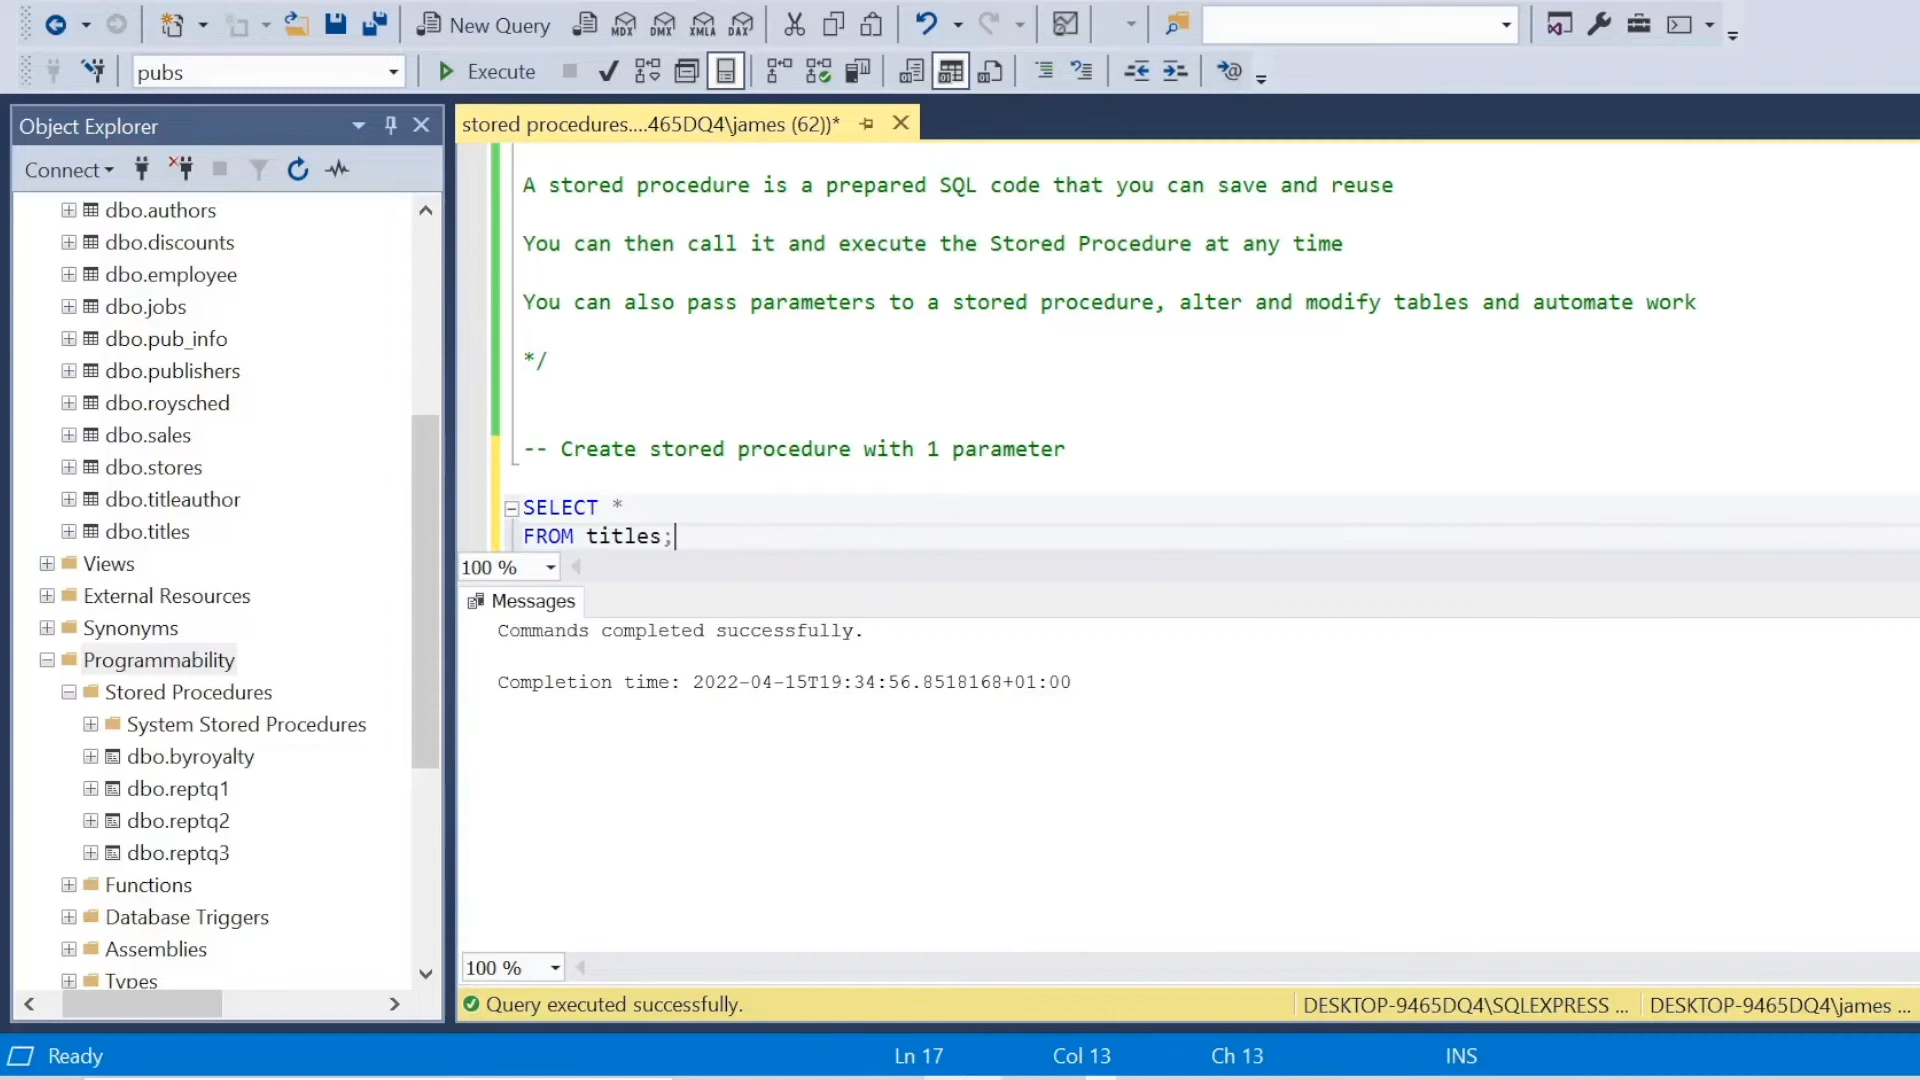 New Query
MDX
DMX
XMLA
DAX
pubs
Execute
Object Explorer
stored procedures....465DQ4\james (62))*
Connect
dbo.authors
dbo.discounts
dbo.employee
dbo.jobs
dbo.pub_info
dbo.publishers
dbo.roysched
dbo.sales
dbo.stores
dbo.titleauthor
dbo.titles
Views
External Resources
Synonyms
Programmability
Stored Procedures
System Stored Procedures
dbo.byroyalty
dbo.reptq1
dbo.reptq2
dbo.reptq3
Functions
Database Triggers
Assemblies
Types
A stored procedure is a prepared SQL code that you can save and reuse
You can then call it and execute the Stored Procedure at any time
You can also pass parameters to a stored procedure, alter and modify tables and automate work
*/
-- Create stored procedure with 1 parameter
SELECT *
FROM titles;
100 %
Messages
Commands completed successfully.
Completion time: 2022-04-15T19:34:56.8518168+01:00
100 %
Query executed successfully.
DESKTOP-9465DQ4\SQLEXPRESS ...
DESKTOP-9465DQ4\james ...
Ready
Ln 17
Col 13
Ch 13
INS